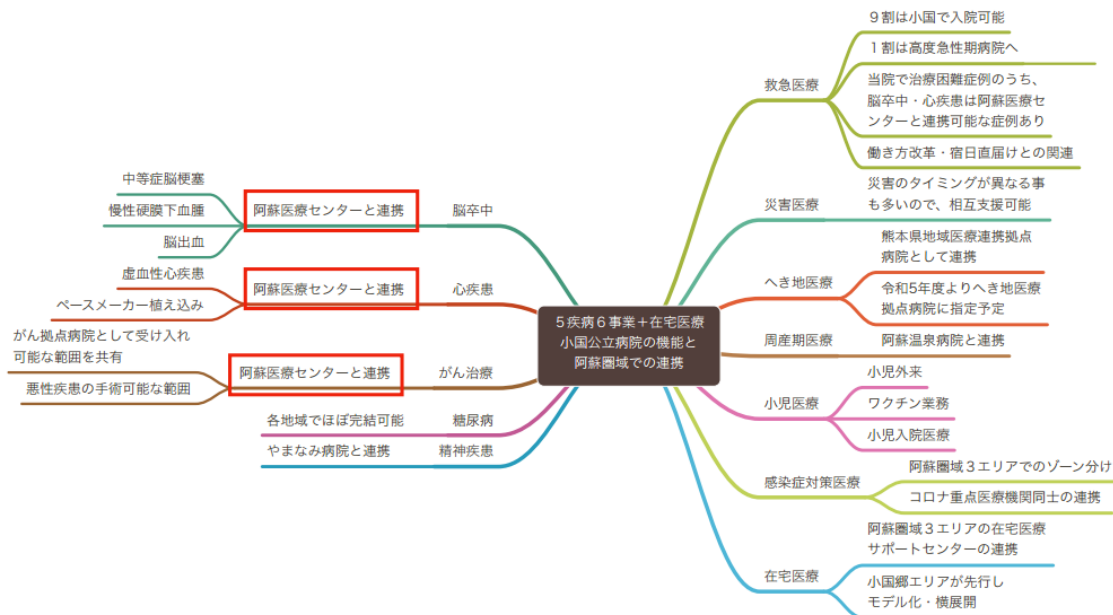 5疾病6事業+在宅医療
小国公立病院の機能と
阿蘇圏域での連携
脳卒中
阿蘇医療センターと連携
中等症脳梗塞
慢性硬膜下血腫
脳出血
心疾患
阿蘇医療センターと連携
虚血性心疾患
ペースメーカー植え込み
がん治療
阿蘇医療センターと連携
がん拠点病院として受け入れ
可能な範囲を共有
悪性疾患の手術可能な範囲
糖尿病
各地域でほぼ完結可能
精神疾患
やまなみ病院と連携
救急医療
9割は小国で入院可能
1割は高度急性期病院へ
当院で治療困難症例のうち、
脳卒中・心疾患は阿蘇医療セ
ンターと連携可能な症例あり
働き方改革・宿日直届けとの関連
災害医療
災害のタイミングが異なる事
も多いので、相互支援可能
へき地医療
熊本県地域医療連携拠点
病院として連携
令和5年度よりへき地医療
拠点病院に指定予定
周産期医療
阿蘇温泉病院と連携
小児医療
小児外来
ワクチン業務
小児入院医療
感染症対策医療
阿蘇圏域3エリアでのゾーン分け
コロナ重点医療機関同士の連携
在宅医療
阿蘇圏域3エリアの在宅医療
サポートセンターの連携
小国郷エリアが先行し
モデル化・横展開